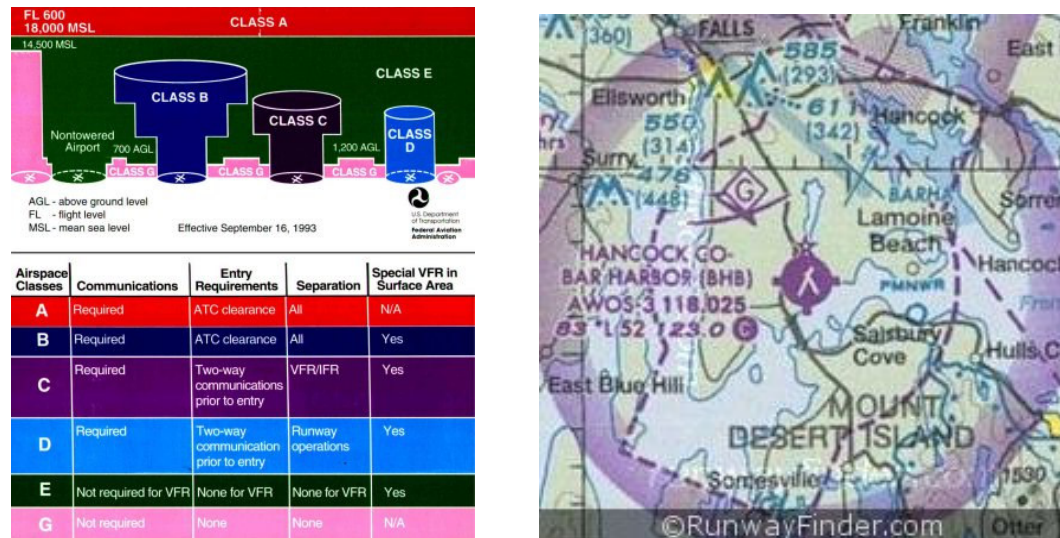 FL 600
18,000 MSL
CLASS A
14,500 MSL
CLASS E
CLASS B
CLASS C
Nontowered
Airport
700 AGL
1,200 AGL
CLASS
D
CLASS G
CLASS G
CLASS G
AGL - above ground level
FL - flight level
MSL - mean sea level
Effective September 16, 1993
U.S. Department
of Transportation
Federal Aviation
Administration
Airspace Classes Communications Entry Requirements Separation Special VFR in Surface Area
A Required ATC clearance All N/A
B Required ATC clearance All Yes
C Required Two-way communications prior to entry VFR/IFR Yes
D Required Two-way communication prior to entry Runway operations Yes
E Not required for VFR None for VFR None for VFR Yes
G Not required None None N/A
(360)
FALLS
Franklin
East
585
(293)
Ellsworth
611
(342)
Hancock
550
(314)
Surry
(448)
G
Lamoine
Beach
HANCOCK CO-
BAR HARBOR (BHB)
AWOS-3 118.025
83 *L 52 123.0 C
Hancock
PMNWR
Salsbury
Cove
Hulls C
East Blue Hill
MOUNT
DESERT ISLAND
Somesville
1530
Otter
©RunwayFinder.com